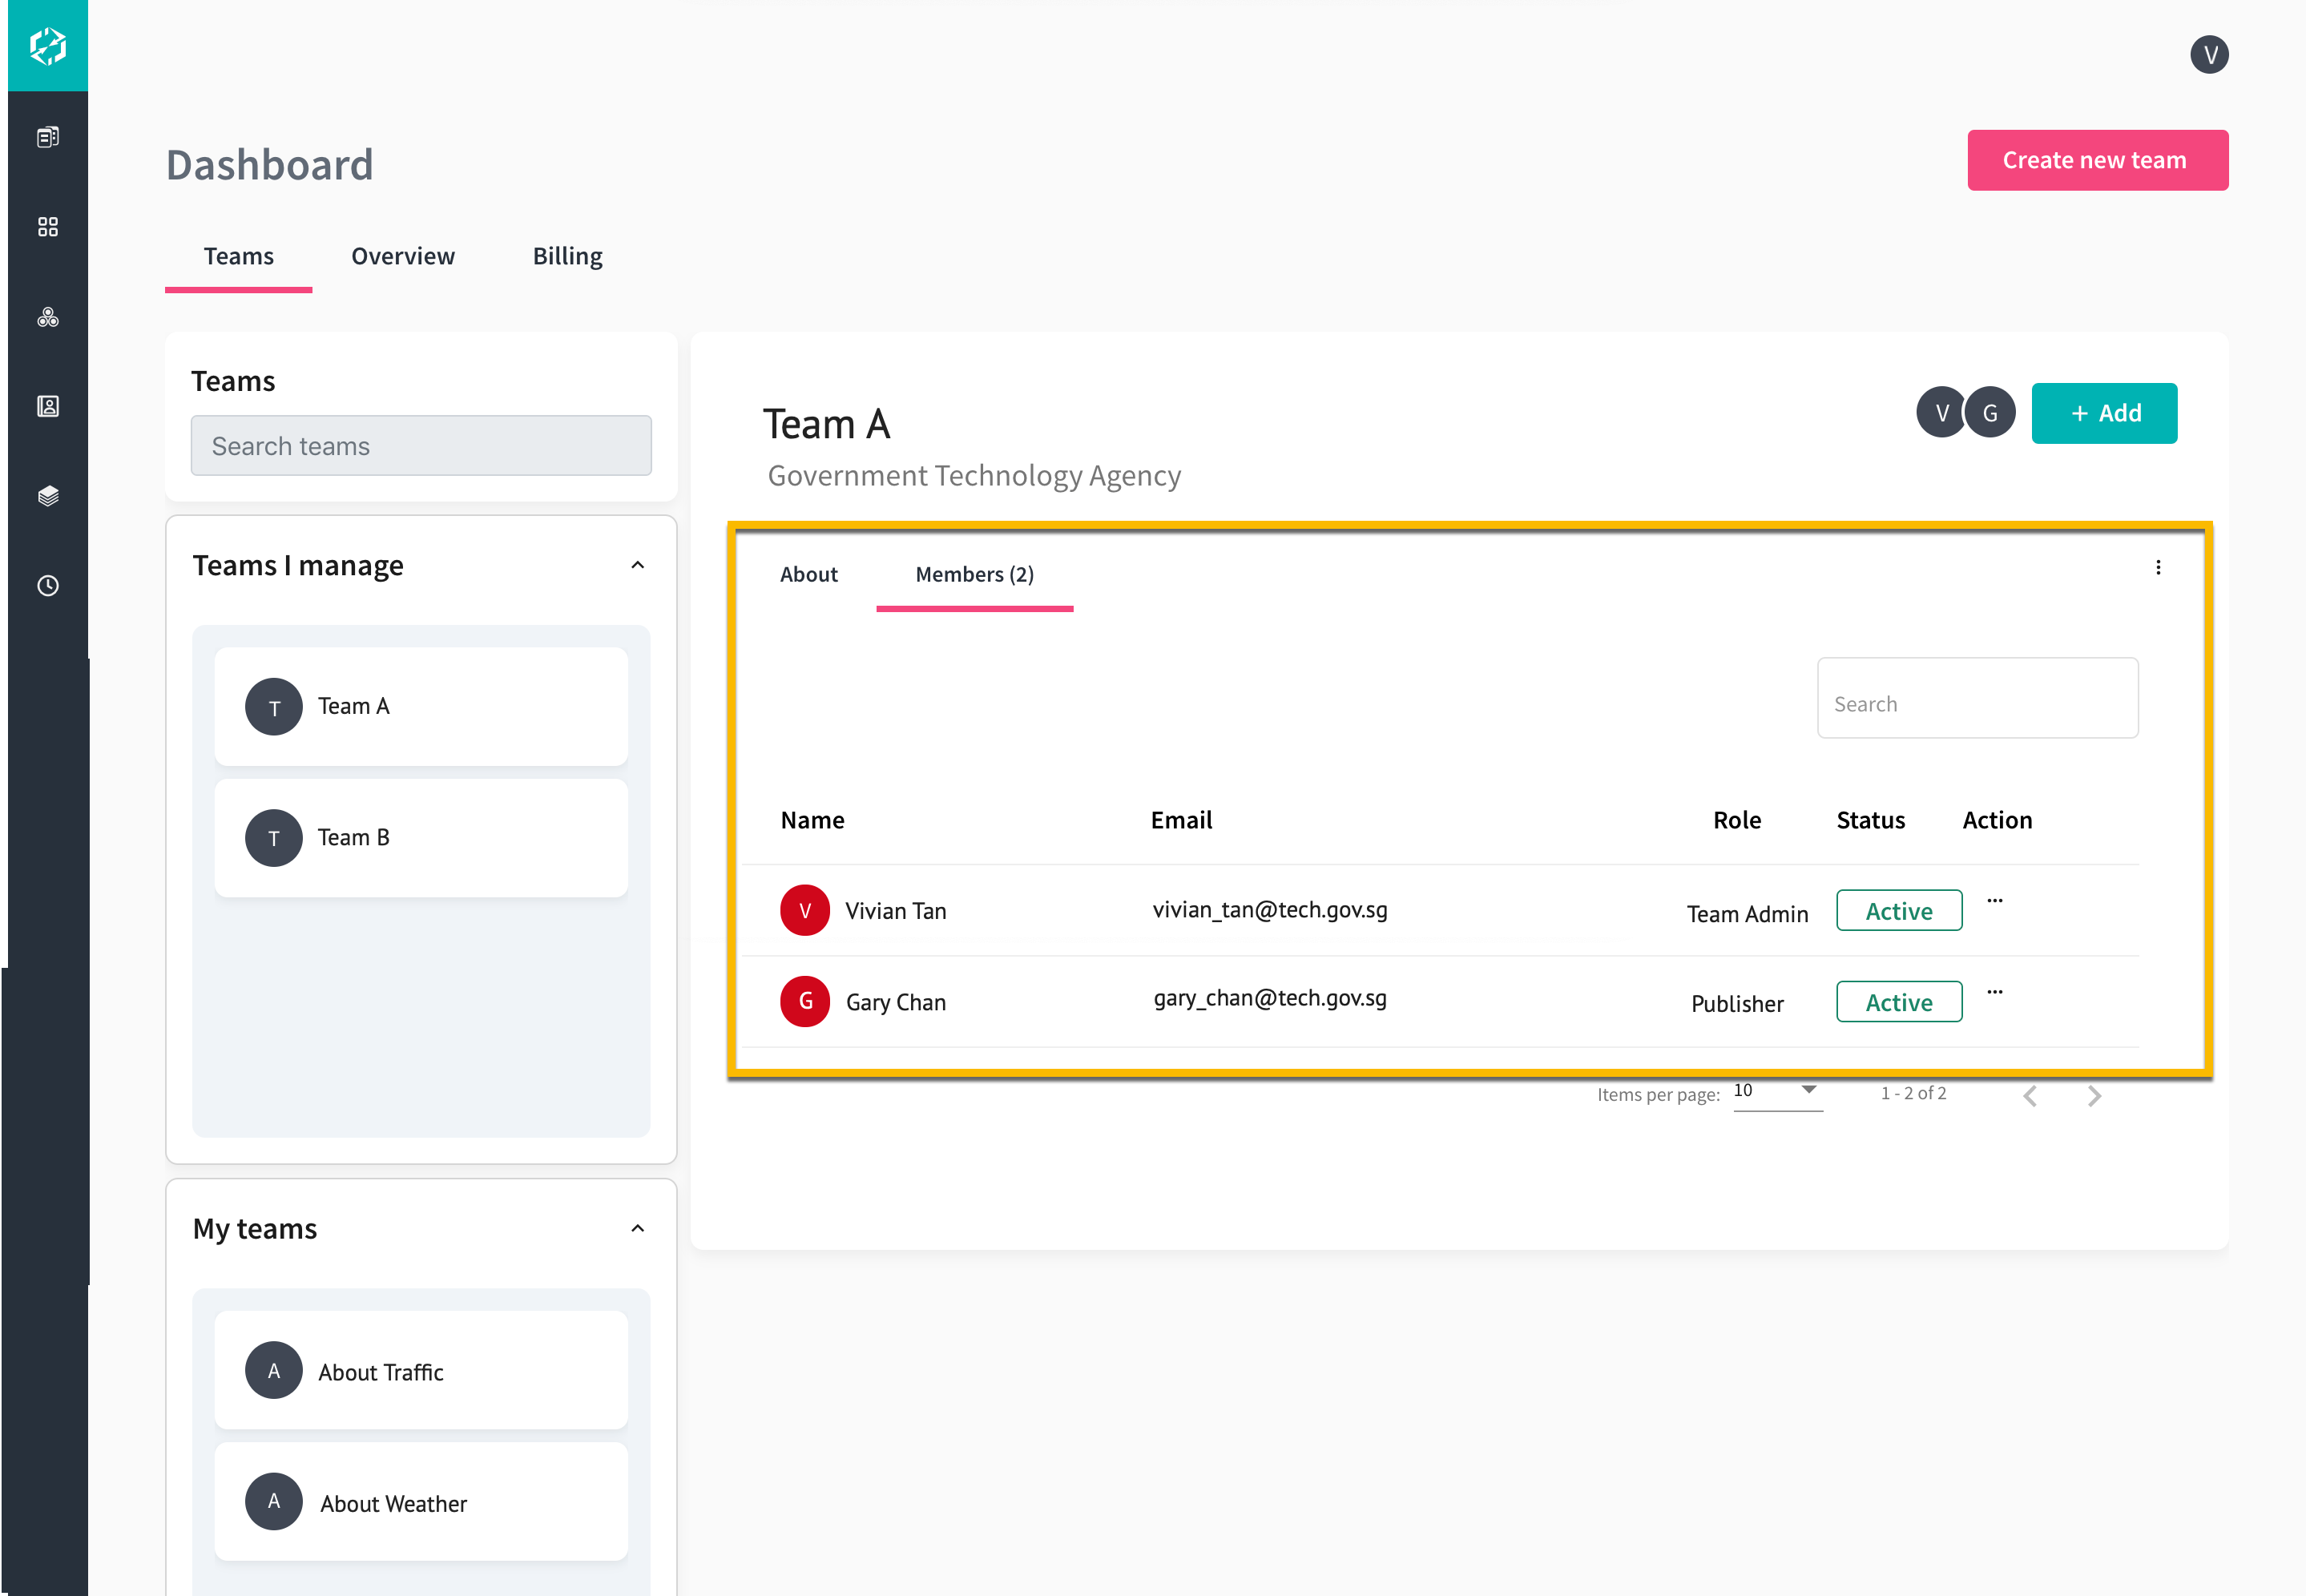 V
Dashboard
Create new team
Teams
Overview
Billing
Teams
Search teams
Teams I manage
T
Team A
T
Team B
My teams
A
About Traffic
A
About Weather
Team A
Government Technology Agency
V
G
+ Add
About
Members (2)
Search
Name Email Role Status Action
V Vivian Tan vivian_tan@tech.gov.sg Team Admin Active ...
G Gary Chan gary_chan@tech.gov.sg Publisher Active ...
Items per page: 10 1 - 2 of 2